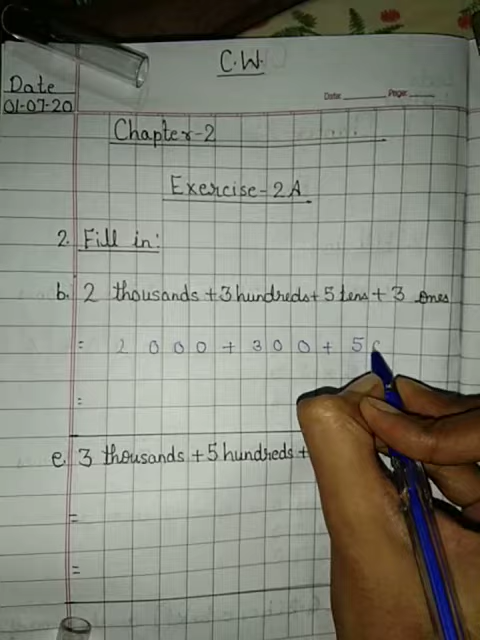 C.W.
Date
01-07-20
Date: Page:
Chapter-2
Exercise-2A
2. Fill in:
b. 2 thousands + 3 hundreds + 5 tens + 3 ones
= 2 0 0 0 + 3 0 0 + 5
=
e. 3 thousands + 5 hundreds +
=
=